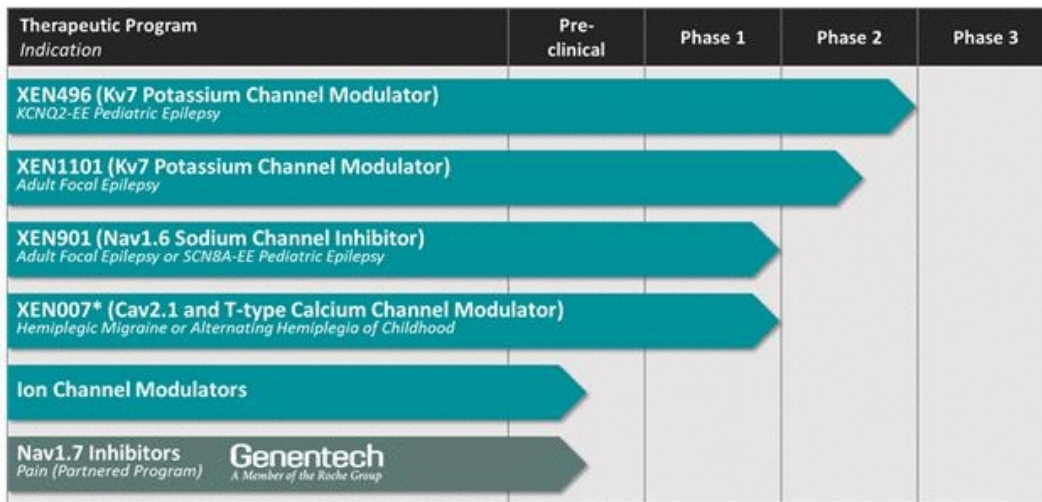 Therapeutic Program
Indication
Pre-
clinical
Phase 1
Phase 2
Phase 3
XEN496 (Kv7 Potassium Channel Modulator)
KCNQ2-EE Pediatric Epilepsy
XEN1101 (Kv7 Potassium Channel Modulator)
Adult Focal Epilepsy
XEN901 (Nav1.6 Sodium Channel Inhibitor)
Adult Focal Epilepsy or SCN8A-EE Pediatric Epilepsy
XEN007* (Cav2.1 and T-type Calcium Channel Modulator)
Hemiplegic Migraine or Alternating Hemiplegia of Childhood
Ion Channel Modulators
Nav1.7 Inhibitors
Pain (Partnered Program)
Genentech
A Member of the Roche Group